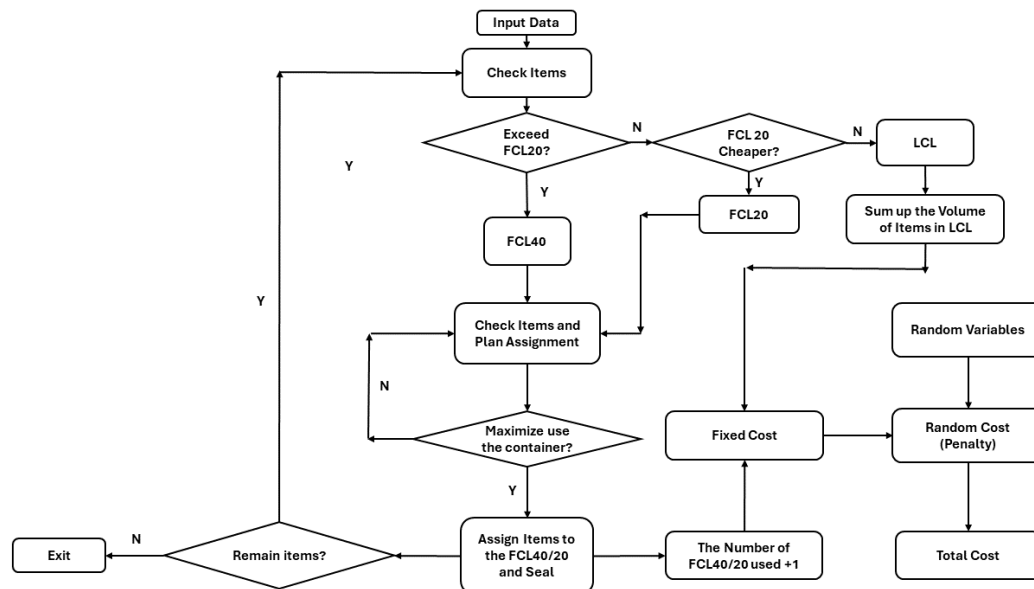 Input Data
Check Items
Exceed
FCL20?
N
FCL 20
Cheaper?
N
LCL
Y
Y
Y
FCL40
FCL20
Sum up the Volume
of Items in LCL
Y
Check Items and
Plan Assignment
Random Variables
N
Maximize use
the container?
Fixed Cost
Random Cost
(Penalty)
Y
Exit
N
Remain items?
Assign Items to
the FCL40/20
and Seal
The Number of
FCL40/20 used +1
Total Cost